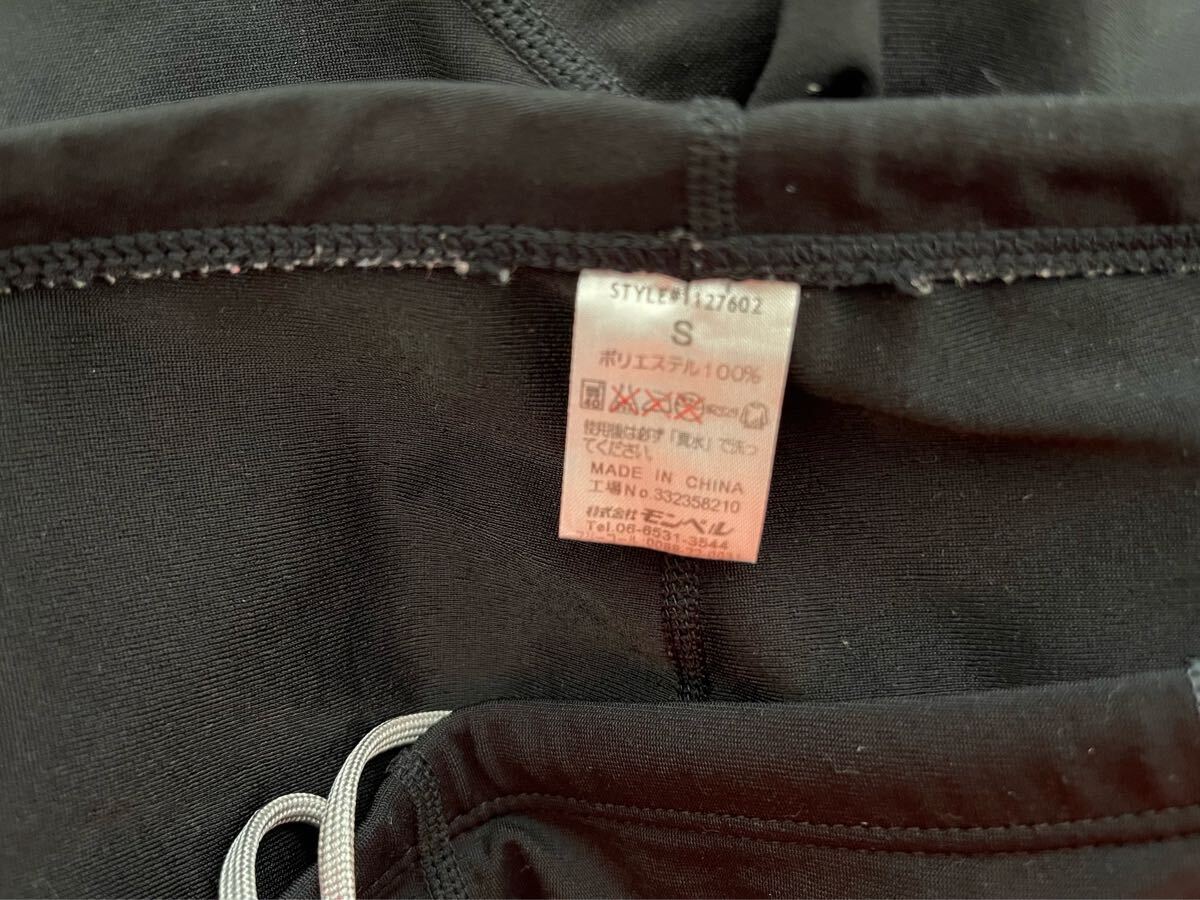 STYLE#1127602
S
ポリエステル100%
40
使用後は必ず「真水」で洗っ
てください。
MADE IN CHINA
工場No.332358210
株式会社 モンベル
Tel.06-6531-3544